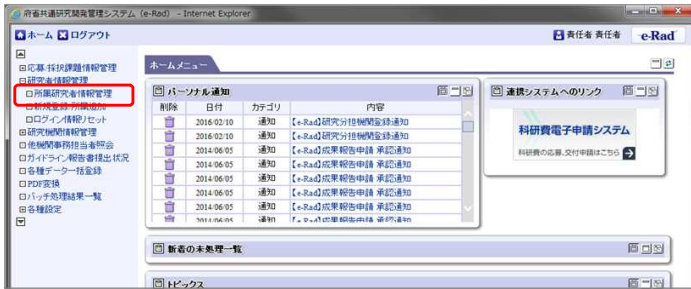 府省共通研究開発管理システム (e-Rad) - Internet Explorer
ホーム ログアウト
責任者 責任者 e-Rad
応募/採択課題情報管理
研究者情報管理
所属研究者情報管理
新規登録/所属追加
ログイン情報リセット
研究機関情報管理
他機関事務担当者照会
ガイドライン報告書提出状況
各種データ一括登録
PDF変換
バッチ処理結果一覧
各種設定
ホームメニュー
パーソナル通知
削除 日付 カテゴリ 内容
2016/02/10 通知 【e-Rad】研究分担機関登録通知
2016/02/10 通知 【e-Rad】研究分担機関登録通知
2014/06/05 通知 【e-Rad】成果報告申請 承認通知
2014/06/05 通知 【e-Rad】成果報告申請 承認通知
2014/06/05 通知 【e-Rad】成果報告申請 承認通知
2014/06/05 通知 【e-Rad】成果報告申請 承認通知
2014/06/05 通知 【e-Rad】成果報告申請 承認通知
連携システムへのリンク
科研費電子申請システム
科研費の応募、交付申請はこちら
新着の未処理一覧
トピックス